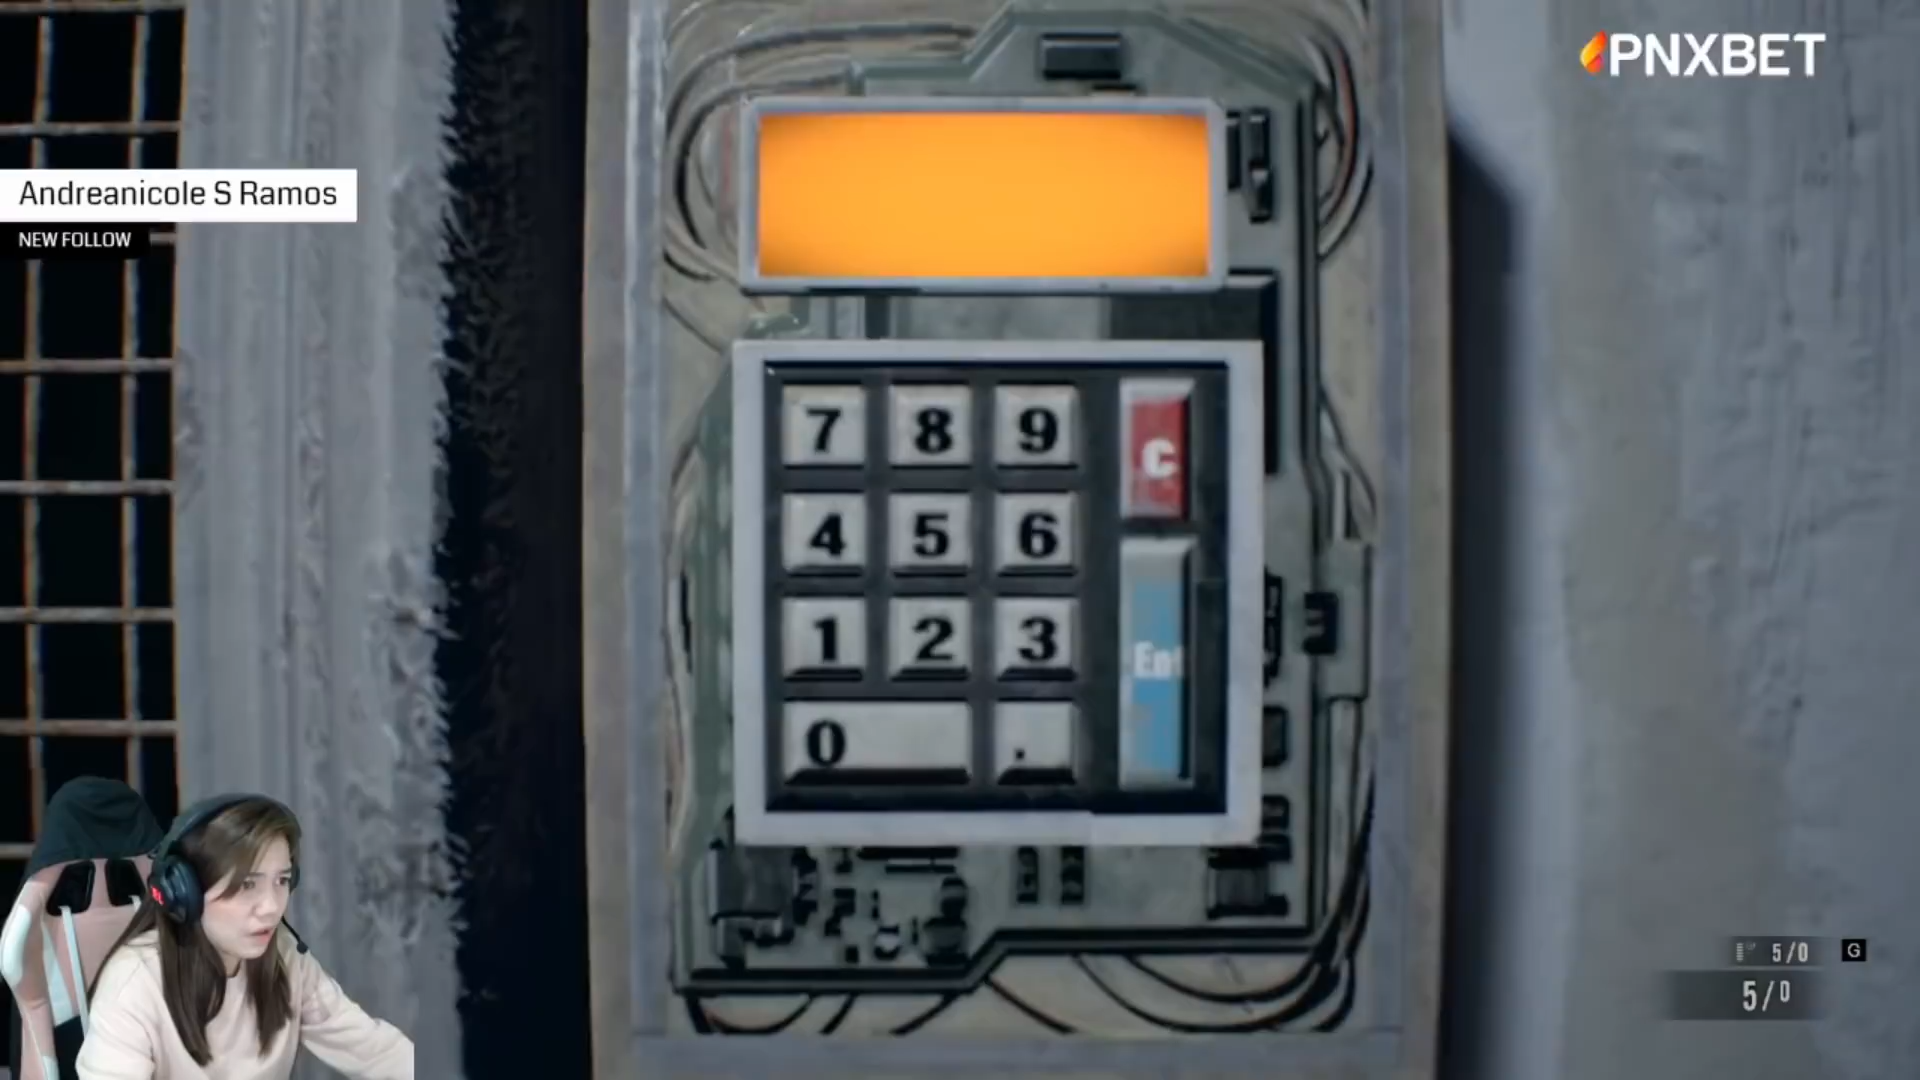 PNXBET
Andreanicole S Ramos
NEW FOLLOW
7 8 9 C
4 5 6
1 2 3 Ent
0 .
5/0 G
5/0